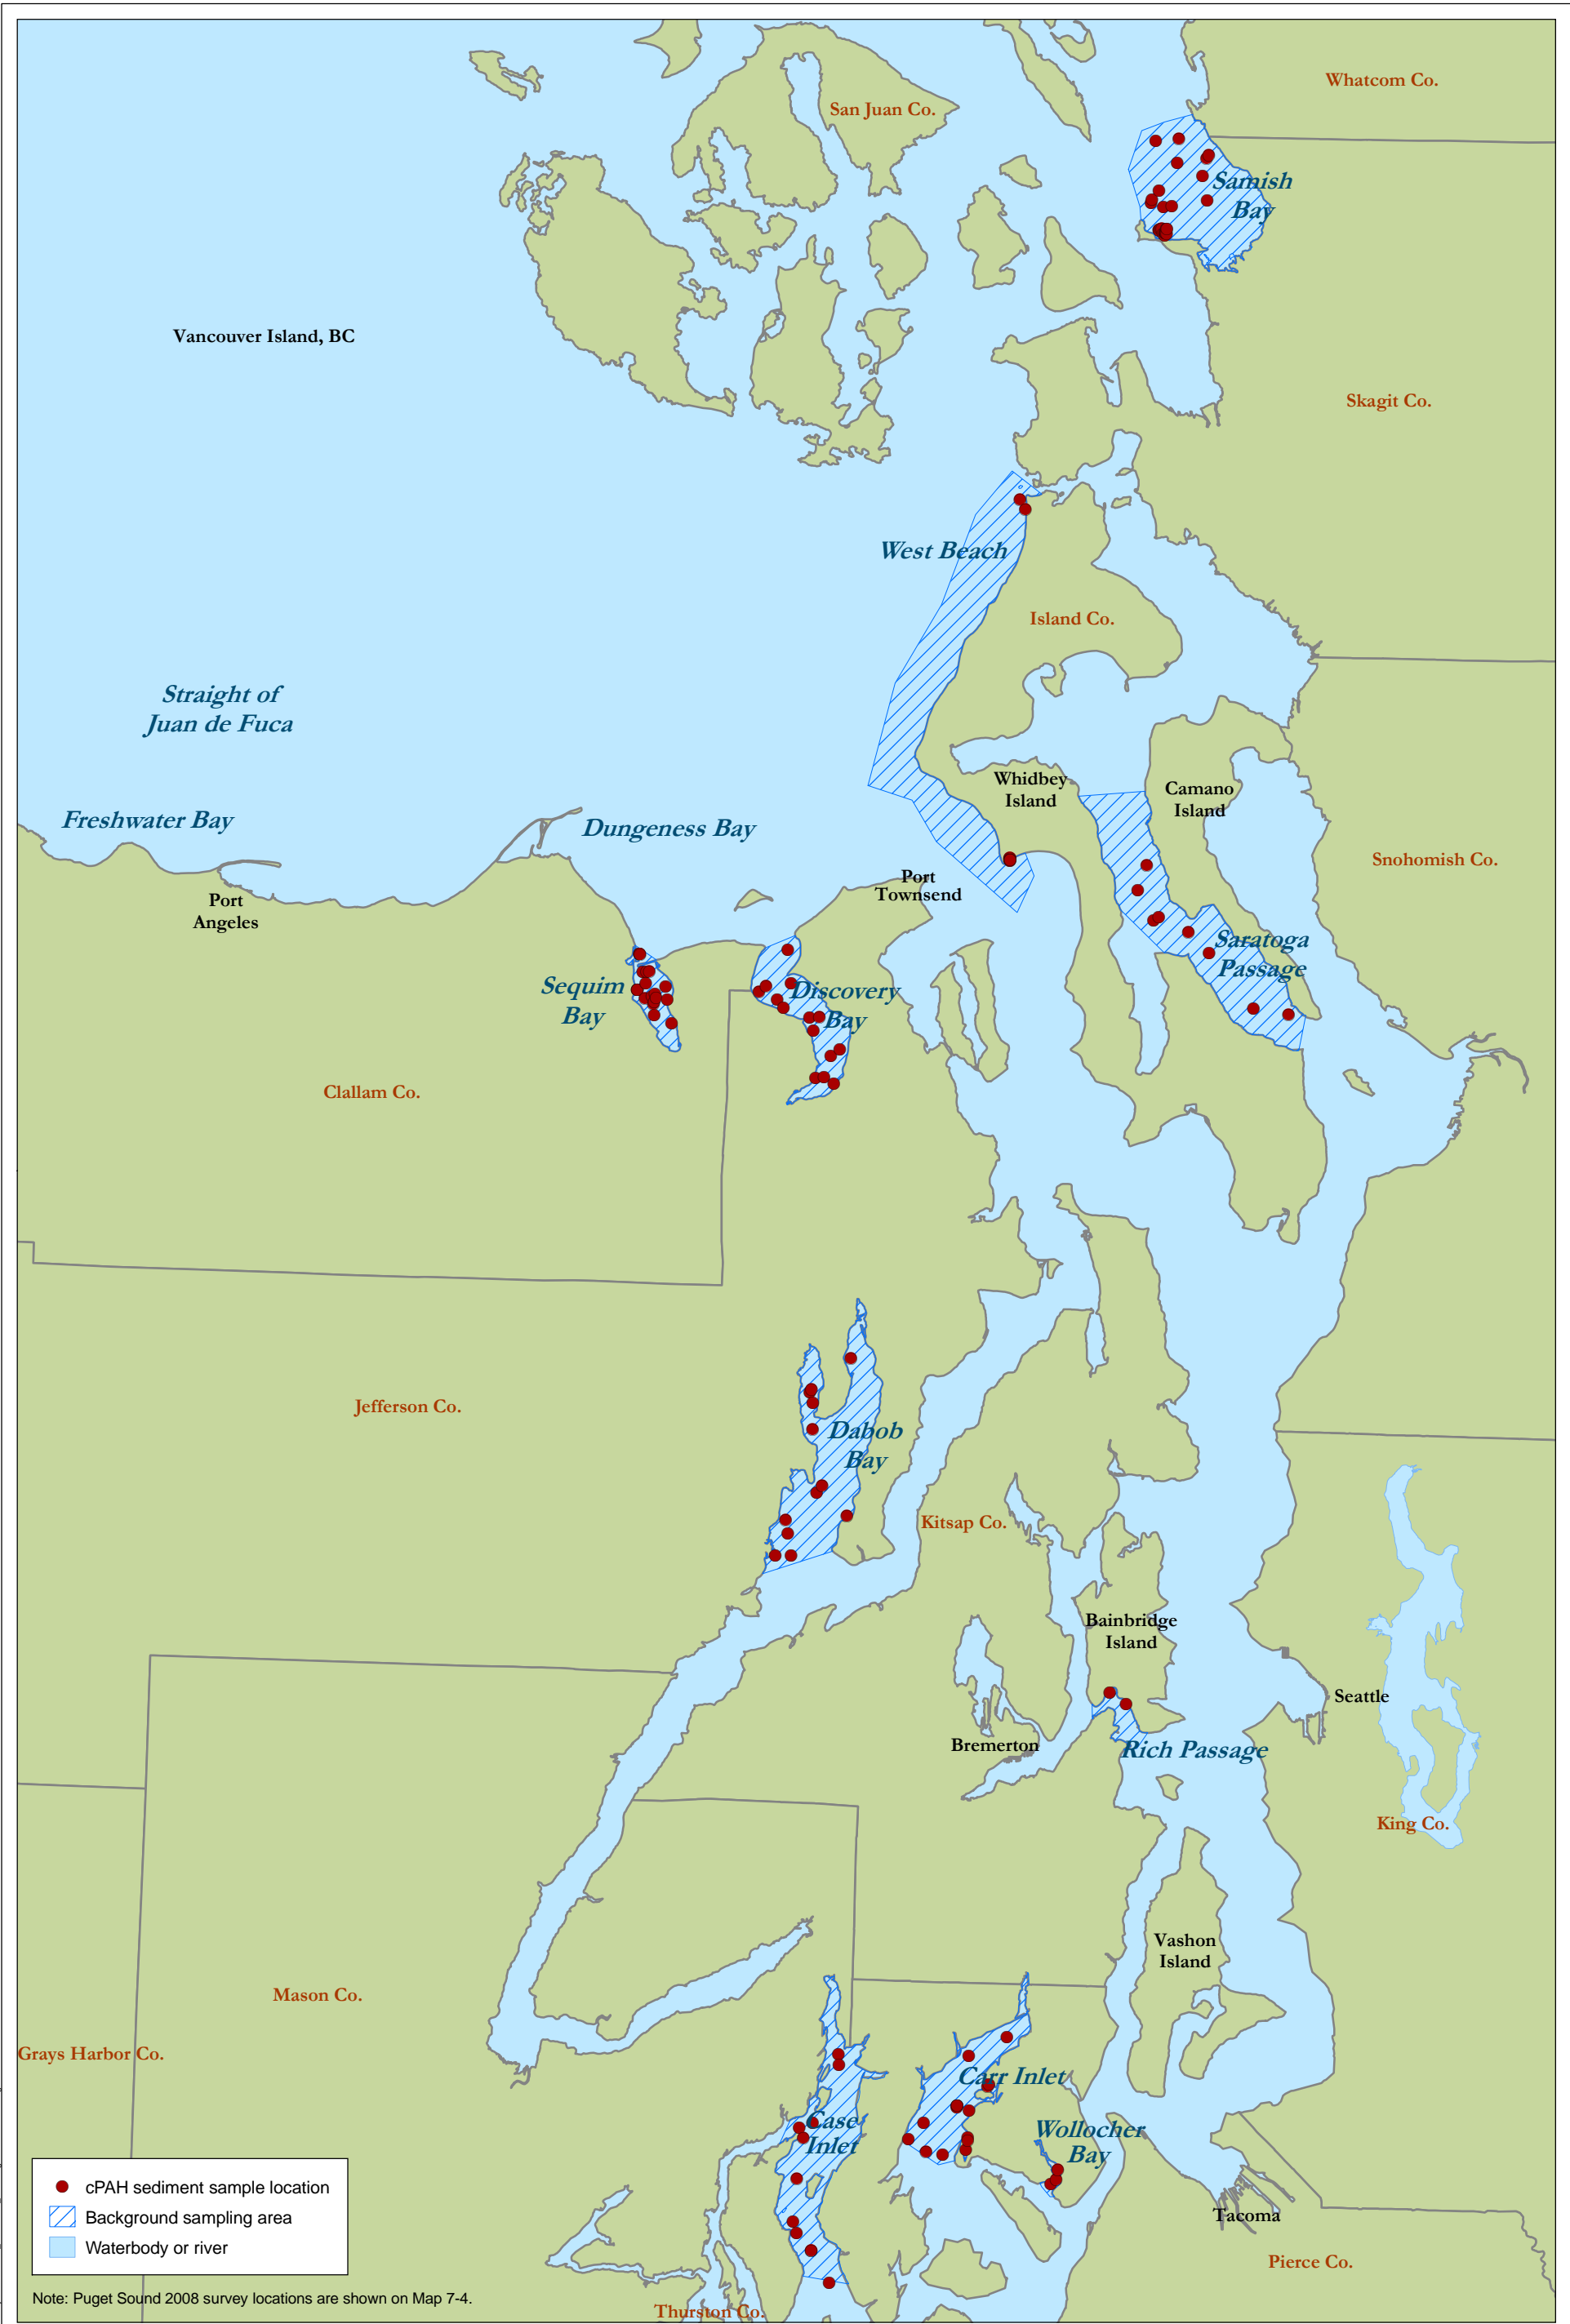 Whatcom Co.
San Juan Co.
Samish
Bay
Vancouver Island, BC
Skagit Co.
West Beach
Island Co.
Straight of
Juan de Fuca
Whidbey
Island
Camano
Island
Freshwater Bay
Dungeness Bay
Snohomish Co.
Port
Townsend
Port
Angeles
Saratoga
Passage
Sequim
Bay
Discovery
Bay
Clallam Co.
Jefferson Co.
Dabob
Bay
Kitsap Co.
Bainbridge
Island
Seattle
Bremerton
Rich Passage
King Co.
Vashon
Island
Mason Co.
Grays Harbor Co.
Carr Inlet
Case
Inlet
Wollocher
Bay
Tacoma
Pierce Co.
cPAH sediment sample location
Background sampling area
Waterbody or river
Note: Puget Sound 2008 survey locations are shown on Map 7-4.
Thurston Co.